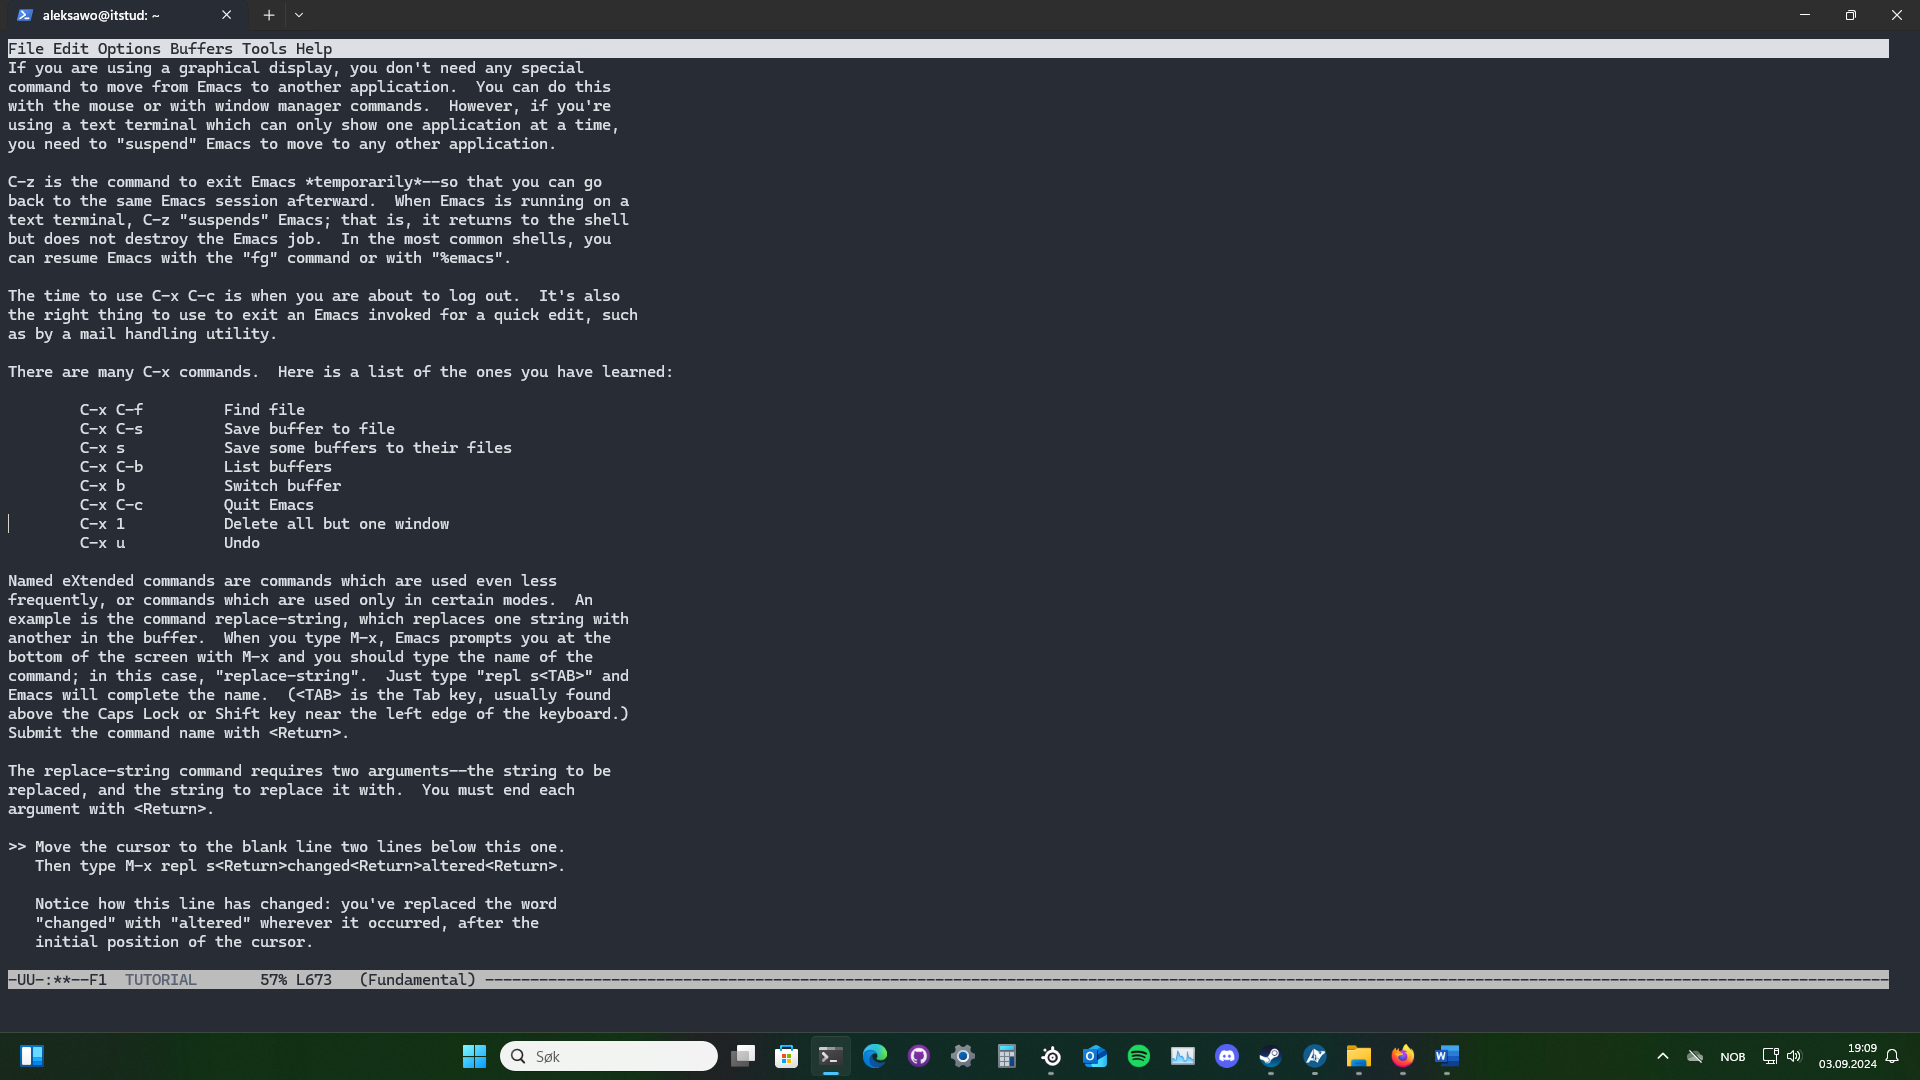 aleksawo@itstud: ~
File Edit Options Buffers Tools Help
If you are using a graphical display, you don't need any special
command to move from Emacs to another application.  You can do this
with the mouse or with window manager commands.  However, if you're
using a text terminal which can only show one application at a time,
you need to "suspend" Emacs to move to any other application.

C-z is the command to exit Emacs *temporarily*--so that you can go
back to the same Emacs session afterward.  When Emacs is running on a
text terminal, C-z "suspends" Emacs; that is, it returns to the shell
but does not destroy the Emacs job.  In the most common shells, you
can resume Emacs with the "fg" command or with "%emacs".

The time to use C-x C-c is when you are about to log out.  It's also
the right thing to use to exit an Emacs invoked for a quick edit, such
as by a mail handling utility.

There are many C-x commands.  Here is a list of the ones you have learned:

C-x C-f         Find file
C-x C-s         Save buffer to file
C-x s           Save some buffers to their files
C-x C-b         List buffers
C-x b           Switch buffer
C-x C-c         Quit Emacs
C-x 1           Delete all but one window
C-x u           Undo

Named eXtended commands are commands which are used even less
frequently, or commands which are used only in certain modes.  An
example is the command replace-string, which replaces one string with
another in the buffer.  When you type M-x, Emacs prompts you at the
bottom of the screen with M-x and you should type the name of the
command; in this case, "replace-string".  Just type "repl s<TAB>" and
Emacs will complete the name.  (<TAB> is the Tab key, usually found
above the Caps Lock or Shift key near the left edge of the keyboard.)
Submit the command name with <Return>.

The replace-string command requires two arguments--the string to be
replaced, and the string to replace it with.  You must end each
argument with <Return>.

>> Move the cursor to the blank line two lines below this one.
   Then type M-x repl s<Return>changed<Return>altered<Return>.

   Notice how this line has changed: you've replaced the word
   "changed" with "altered" wherever it occurred, after the
   initial position of the cursor.

-UU-:**--F1  TUTORIAL       57% L673   (Fundamental) ------------------------------------------------------------
Søk
NOB
19:09
03.09.2024